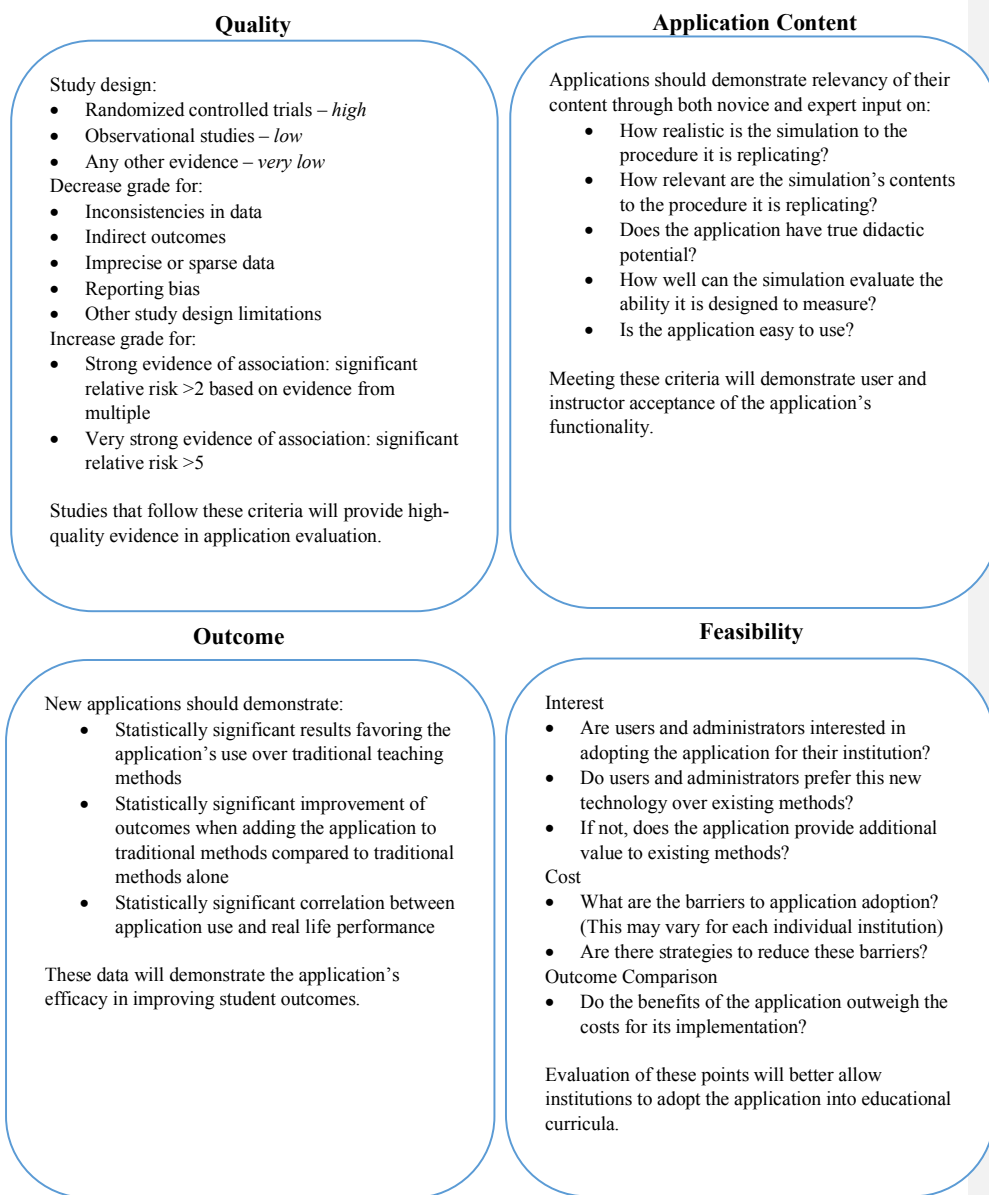 Quality
Study design:
• Randomized controlled trials – high
• Observational studies – low
• Any other evidence – very low
Decrease grade for:
• Inconsistencies in data
• Indirect outcomes
• Imprecise or sparse data
• Reporting bias
• Other study design limitations
Increase grade for:
• Strong evidence of association: significant
relative risk >2 based on evidence from
multiple
• Very strong evidence of association: significant
relative risk >5
Studies that follow these criteria will provide high-
quality evidence in application evaluation.
Application Content
Applications should demonstrate relevancy of their
content through both novice and expert input on:
• How realistic is the simulation to the
procedure it is replicating?
• How relevant are the simulation’s contents
to the procedure it is replicating?
• Does the application have true didactic
potential?
• How well can the simulation evaluate the
ability it is designed to measure?
• Is the application easy to use?
Meeting these criteria will demonstrate user and
instructor acceptance of the application’s
functionality.
Outcome
New applications should demonstrate:
• Statistically significant results favoring the
application’s use over traditional teaching
methods
• Statistically significant improvement of
outcomes when adding the application to
traditional methods compared to traditional
methods alone
• Statistically significant correlation between
application use and real life performance
These data will demonstrate the application’s
efficacy in improving student outcomes.
Feasibility
Interest
• Are users and administrators interested in
adopting the application for their institution?
• Do users and administrators prefer this new
technology over existing methods?
• If not, does the application provide additional
value to existing methods?
Cost
• What are the barriers to application adoption?
(This may vary for each individual institution)
• Are there strategies to reduce these barriers?
Outcome Comparison
• Do the benefits of the application outweigh the
costs for its implementation?
Evaluation of these points will better allow
institutions to adopt the application into educational
curricula.